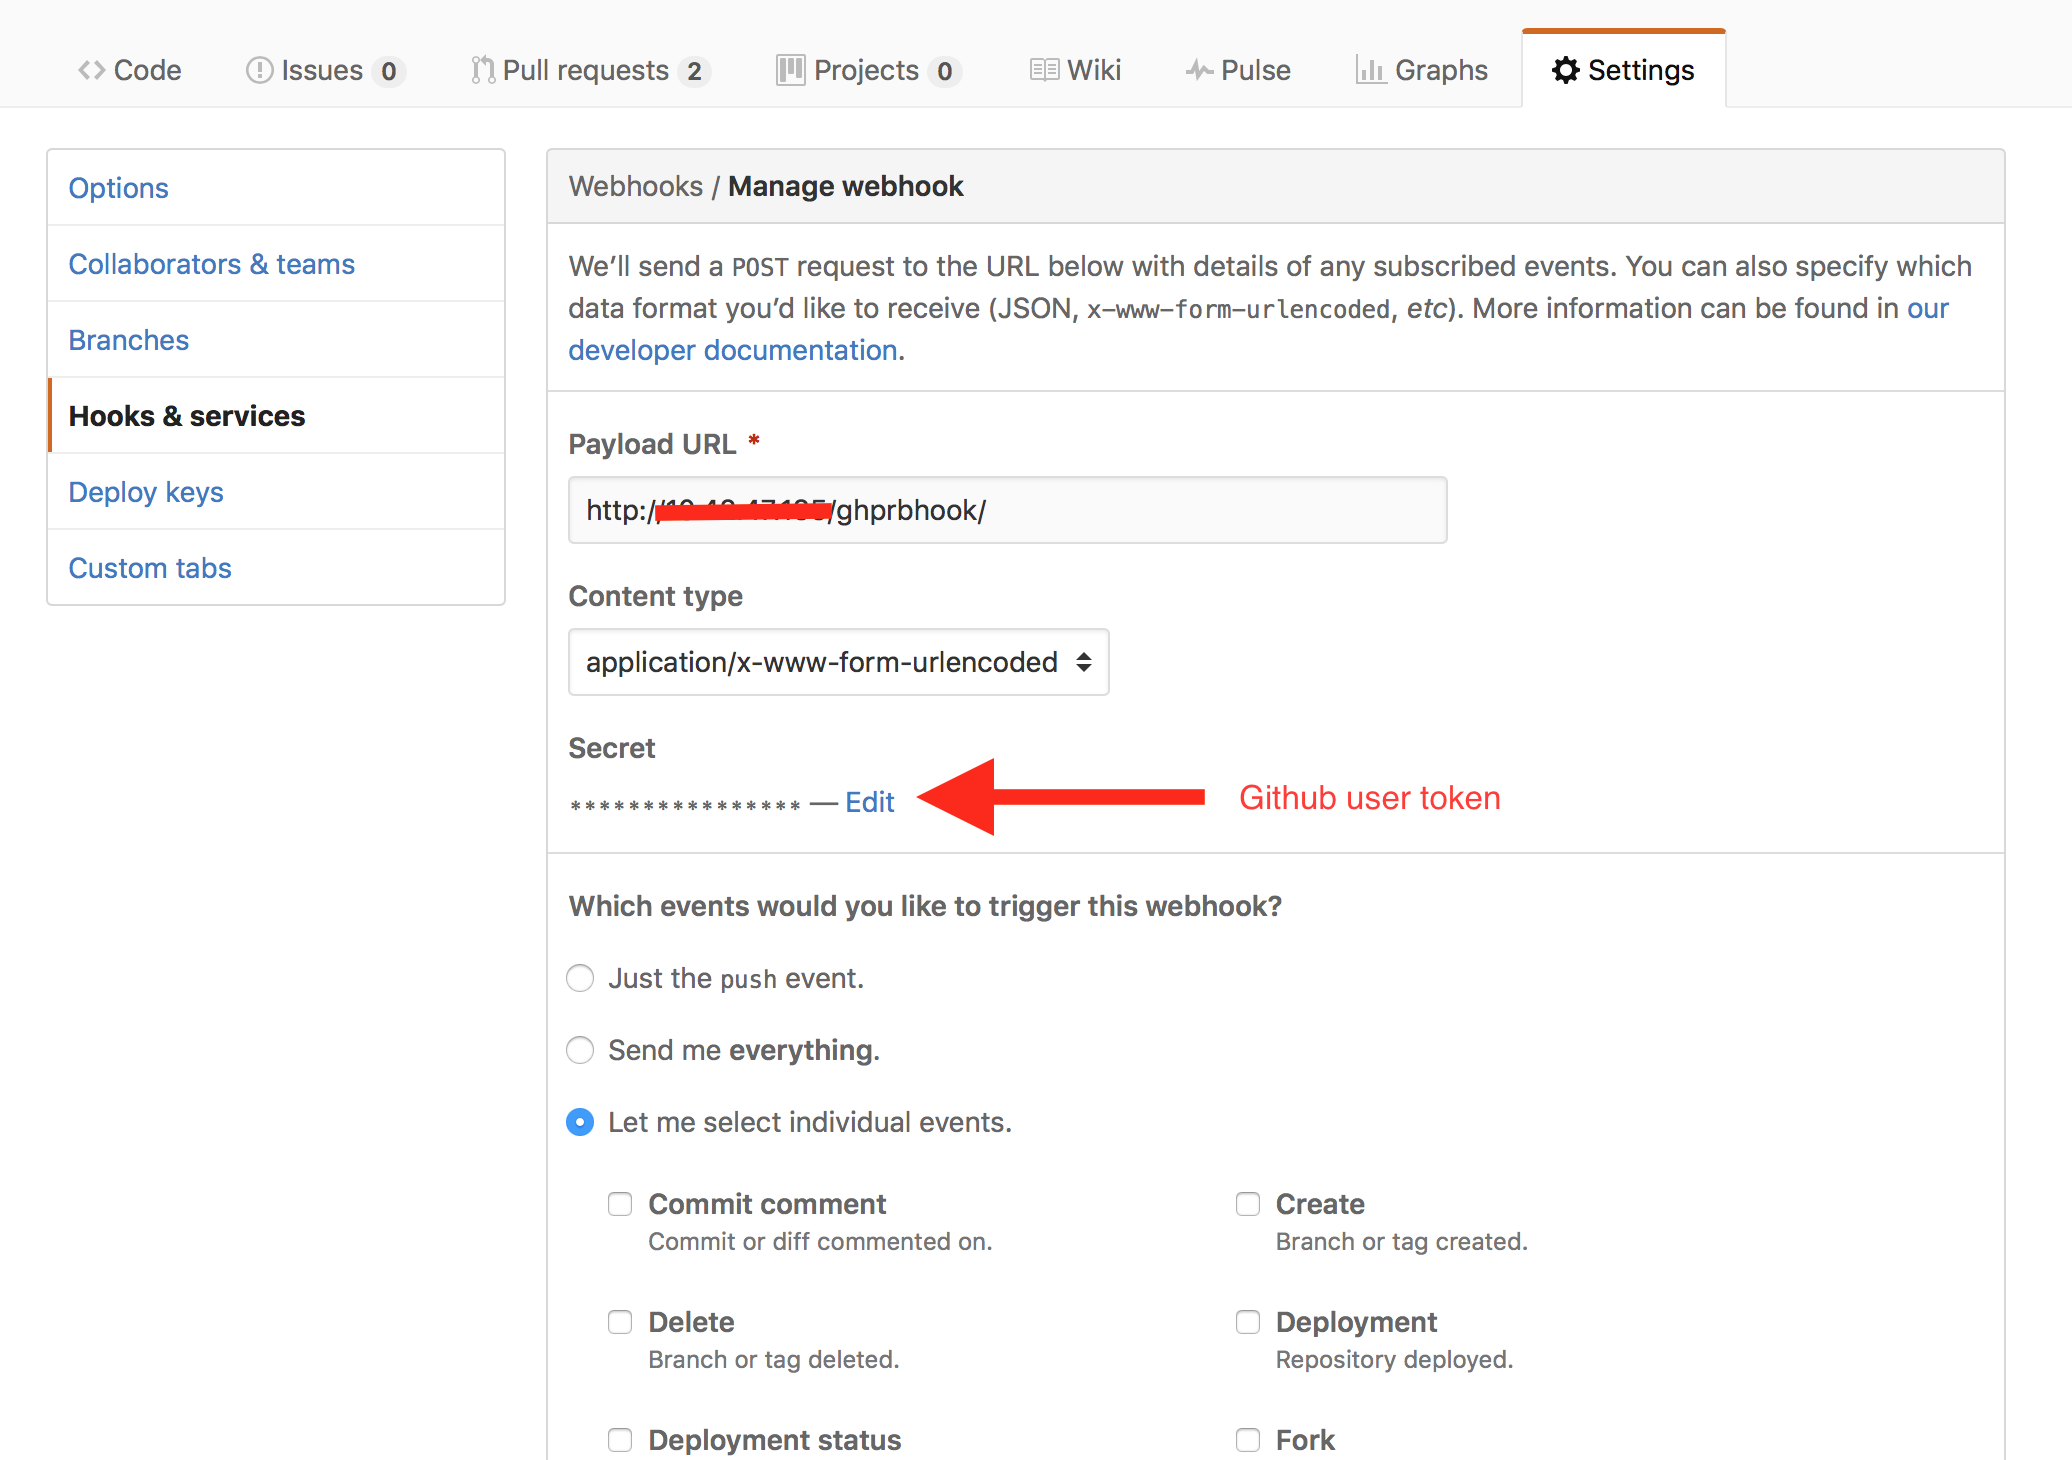 Code Issues 0 Pull requests 2 Projects 0 Wiki Pulse Graphs Settings
Options
Collaborators & teams
Branches
Hooks & services
Deploy keys
Custom tabs
Webhooks / Manage webhook
We’ll send a POST request to the URL below with details of any subscribed events. You can also specify which
data format you’d like to receive (JSON, x-www-form-urlencoded, etc). More information can be found in our
developer documentation.
Payload URL *
http:// /ghprbhook/
Content type
application/x-www-form-urlencoded
Secret
**************** — Edit
Github user token
Which events would you like to trigger this webhook?
Just the push event.
Send me everything.
Let me select individual events.
Commit comment
Commit or diff commented on.
Create
Branch or tag created.
Delete
Branch or tag deleted.
Deployment
Repository deployed.
Deployment status
Fork